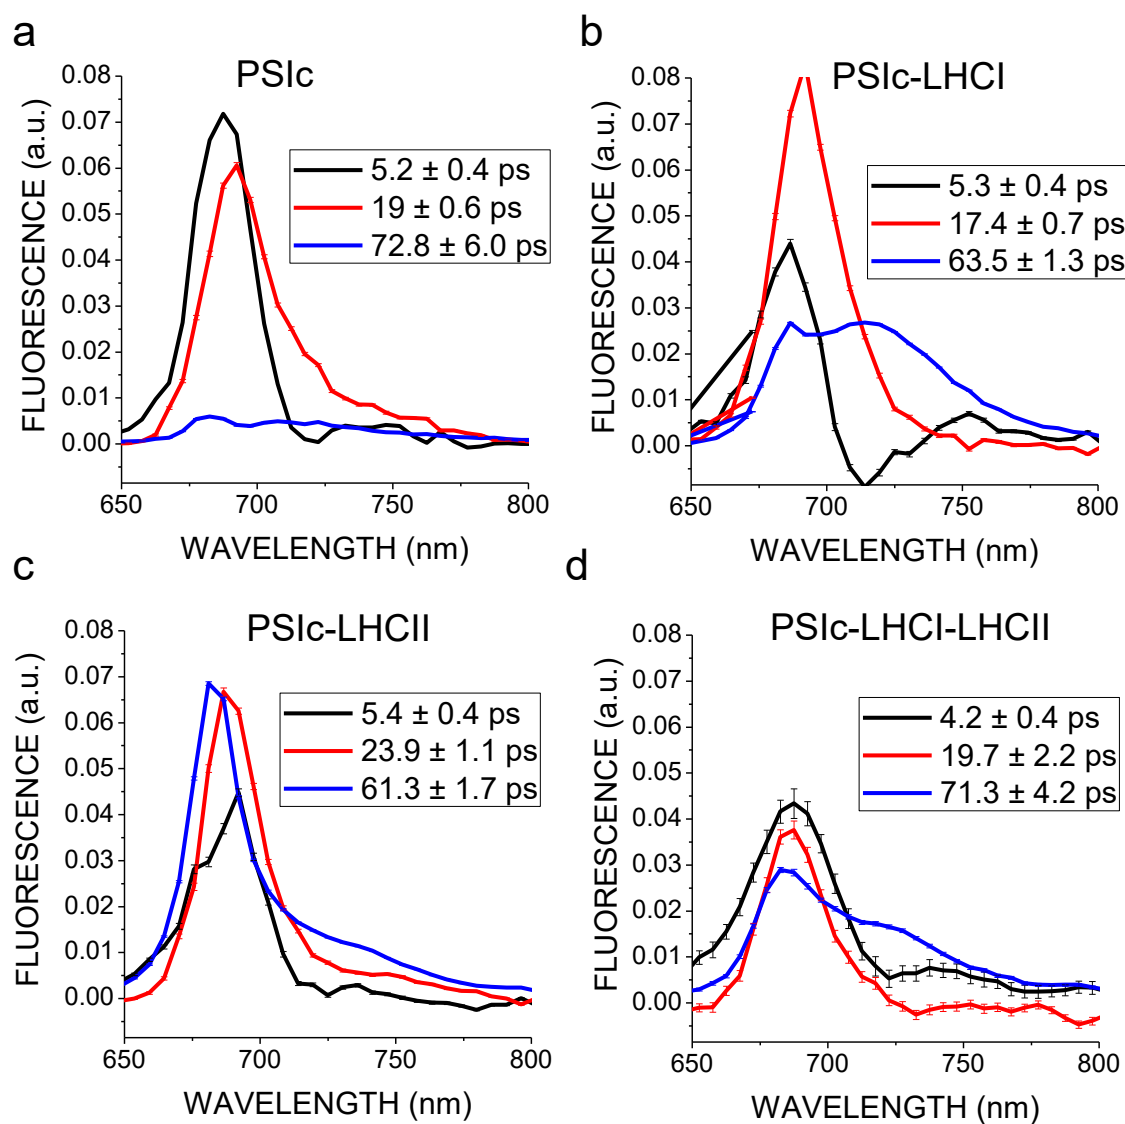 a
PSIc
FLUORESCENCE (a.u.)
0.08
0.07
0.06
0.05
0.04
0.03
0.02
0.01
0.00
5.2 ± 0.4 ps
19 ± 0.6 ps
72.8 ± 6.0 ps
650
700
750
800
WAVELENGTH (nm)
b
PSIc-LHCI
FLUORESCENCE (a.u.)
0.08
0.07
0.06
0.05
0.04
0.03
0.02
0.01
0.00
5.3 ± 0.4 ps
17.4 ± 0.7 ps
63.5 ± 1.3 ps
650
700
750
800
WAVELENGTH (nm)
c
PSIc-LHCII
FLUORESCENCE (a.u.)
0.08
0.07
0.06
0.05
0.04
0.03
0.02
0.01
0.00
5.4 ± 0.4 ps
23.9 ± 1.1 ps
61.3 ± 1.7 ps
650
700
750
800
WAVELENGTH (nm)
d
PSIc-LHCI-LHCII
FLUORESCENCE (a.u.)
0.08
0.07
0.06
0.05
0.04
0.03
0.02
0.01
0.00
4.2 ± 0.4 ps
19.7 ± 2.2 ps
71.3 ± 4.2 ps
650
700
750
800
WAVELENGTH (nm)